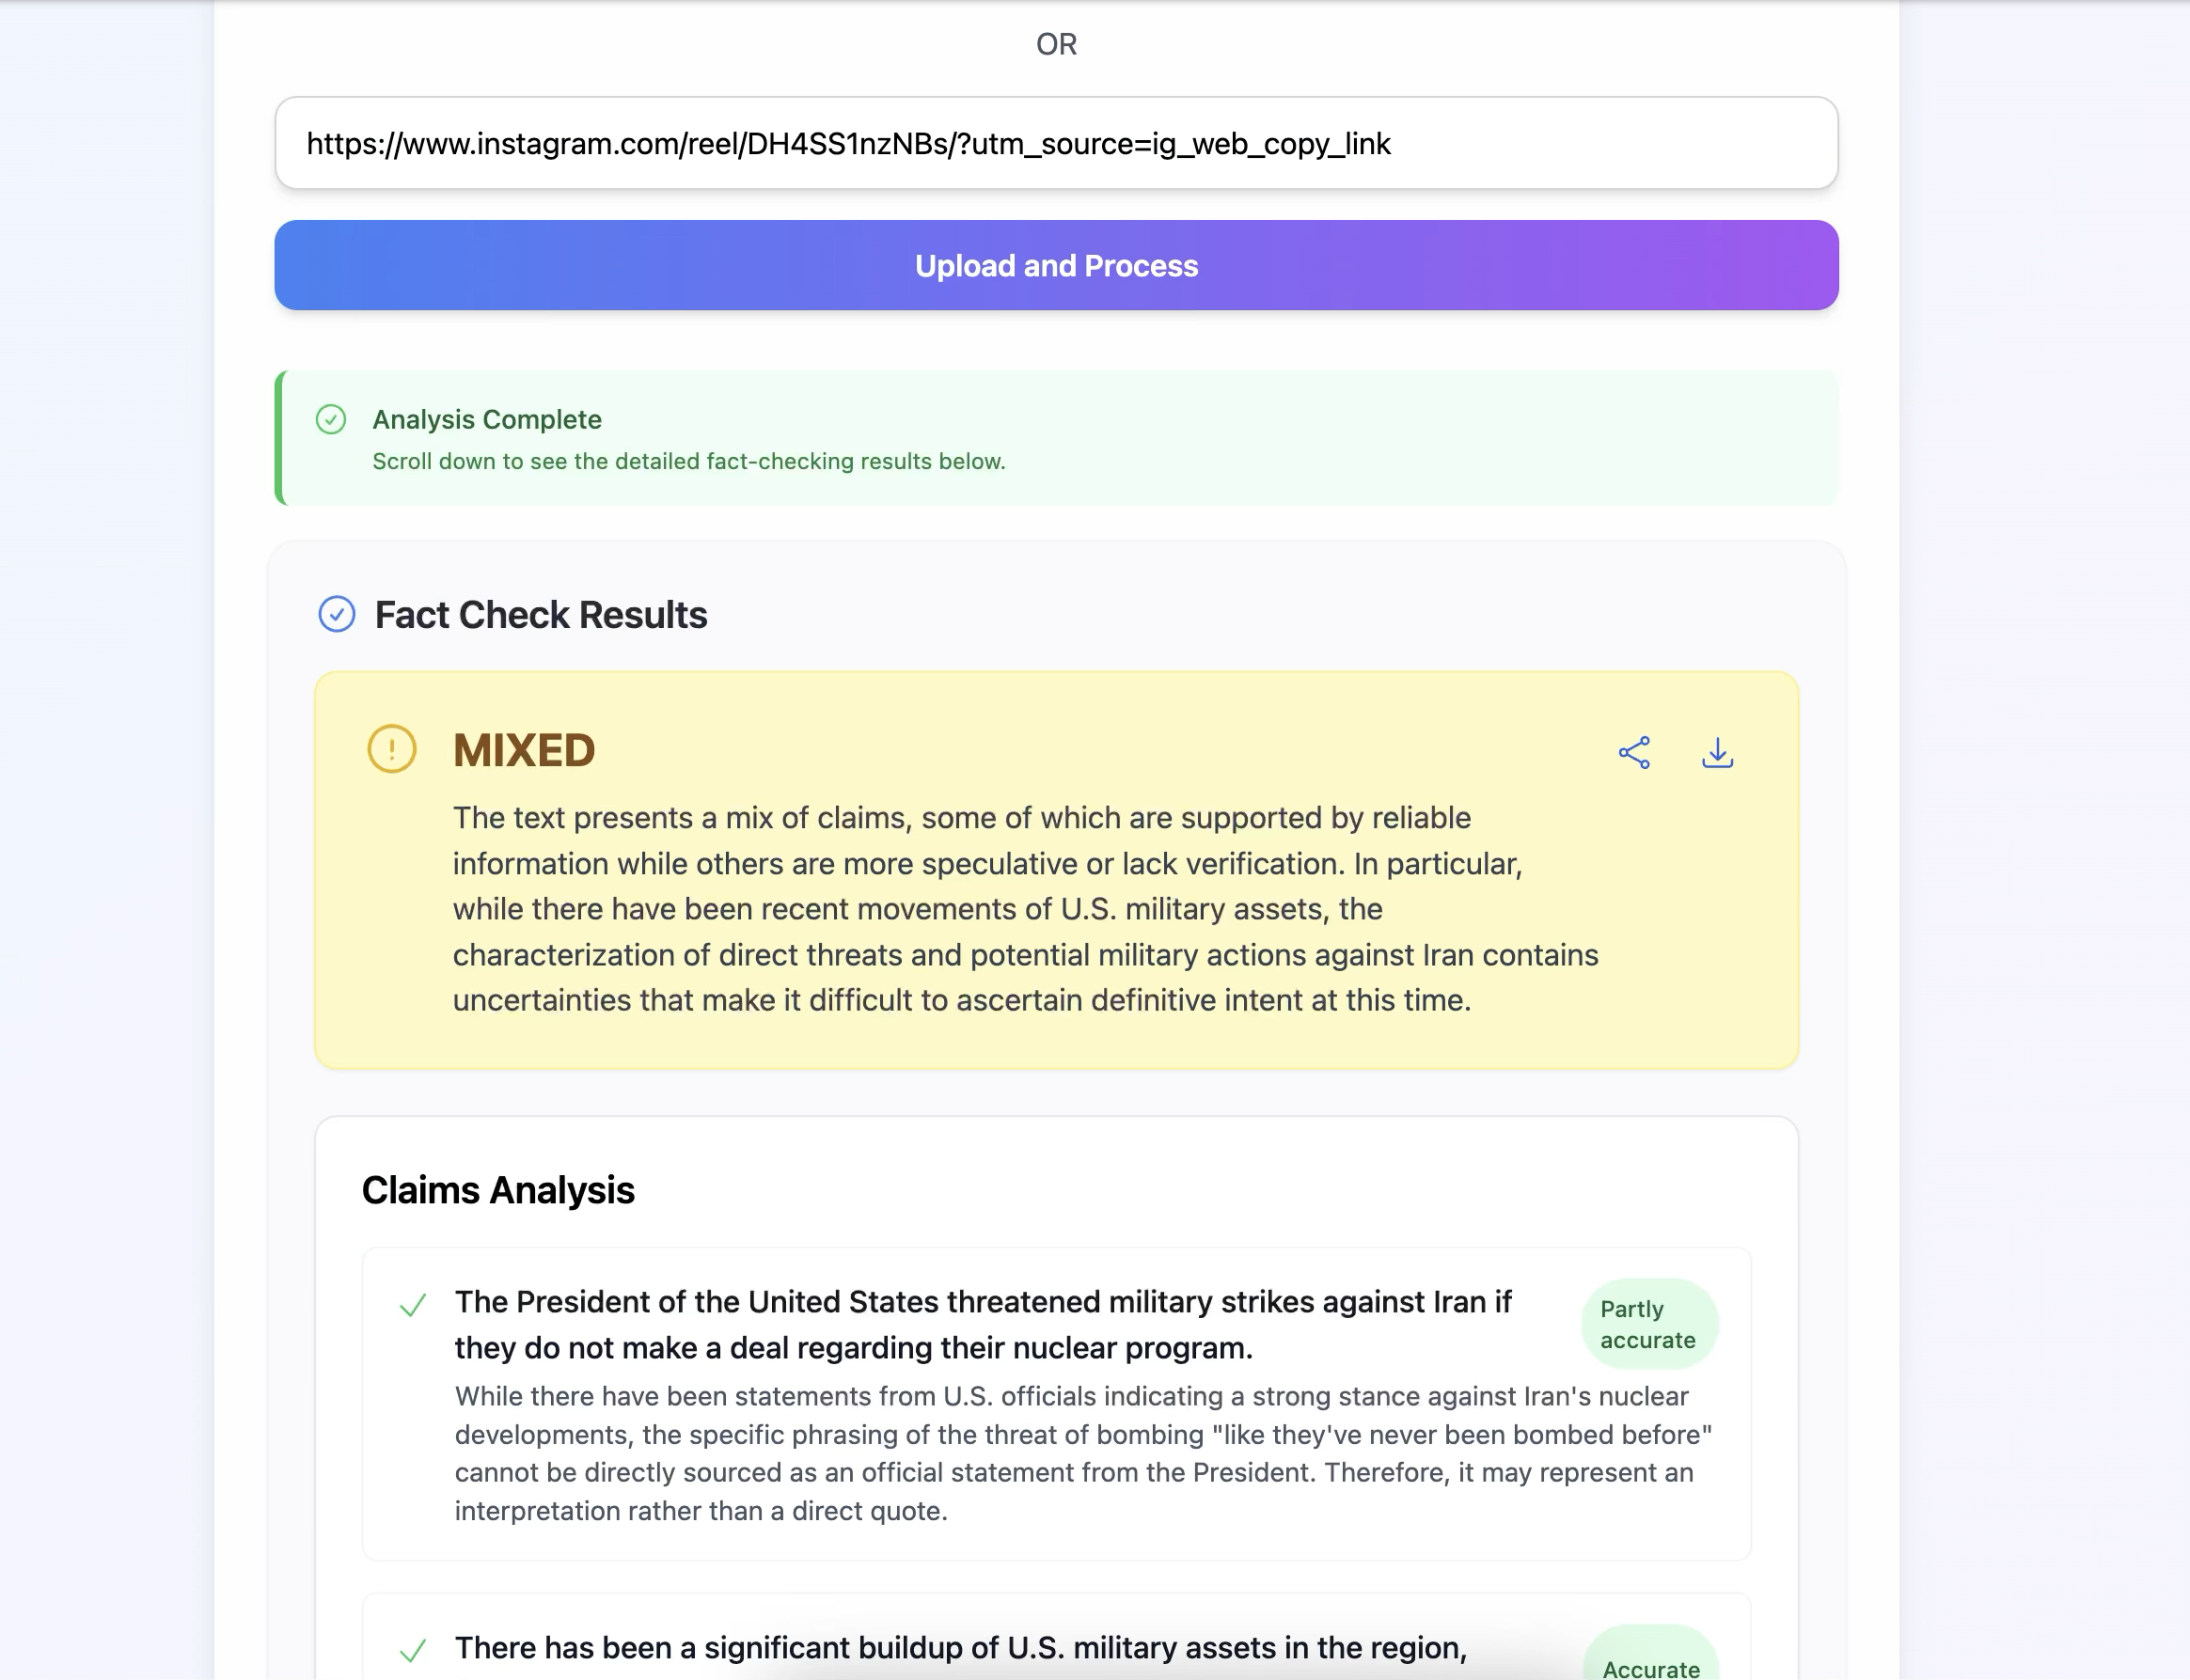 OR
https://www.instagram.com/reel/DH4SS1nzNBs/?utm_source=ig_web_copy_link
Upload and Process
Analysis Complete
Scroll down to see the detailed fact-checking results below.
Fact Check Results
MIXED
The text presents a mix of claims, some of which are supported by reliable
information while others are more speculative or lack verification. In particular,
while there have been recent movements of U.S. military assets, the
characterization of direct threats and potential military actions against Iran contains
uncertainties that make it difficult to ascertain definitive intent at this time.
Claims Analysis
The President of the United States threatened military strikes against Iran if
they do not make a deal regarding their nuclear program.
Partly
accurate
While there have been statements from U.S. officials indicating a strong stance against Iran's nuclear
developments, the specific phrasing of the threat of bombing "like they've never been bombed before"
cannot be directly sourced as an official statement from the President. Therefore, it may represent an
interpretation rather than a direct quote.
There has been a significant buildup of U.S. military assets in the region,
Accurate